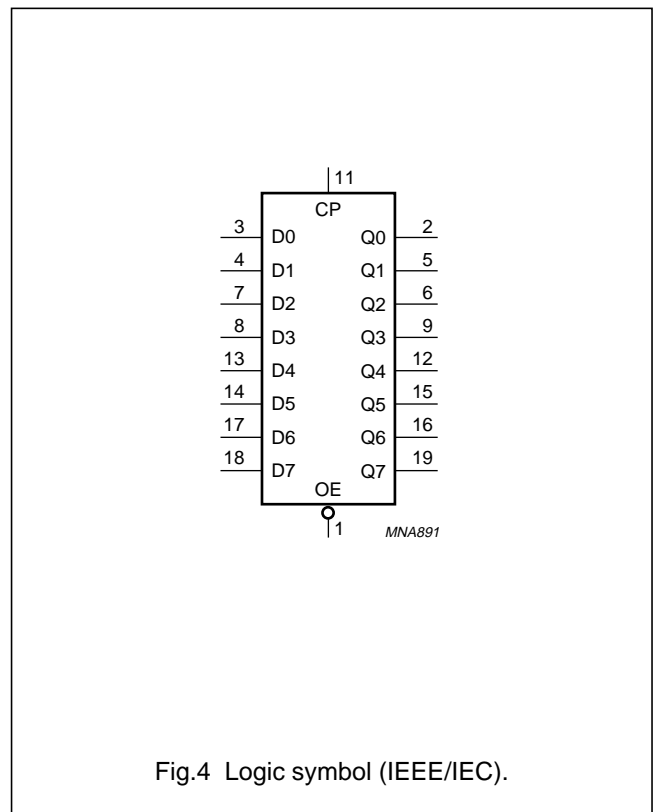 11
CP
3 D0 Q0 2
4 D1 Q1 5
7 D2 Q2 6
8 D3 Q3 9
13 D4 Q4 12
14 D5 Q5 15
17 D6 Q6 16
18 D7 Q7 19
OE
1 MNA891
Fig.4 Logic symbol (IEEE/IEC).